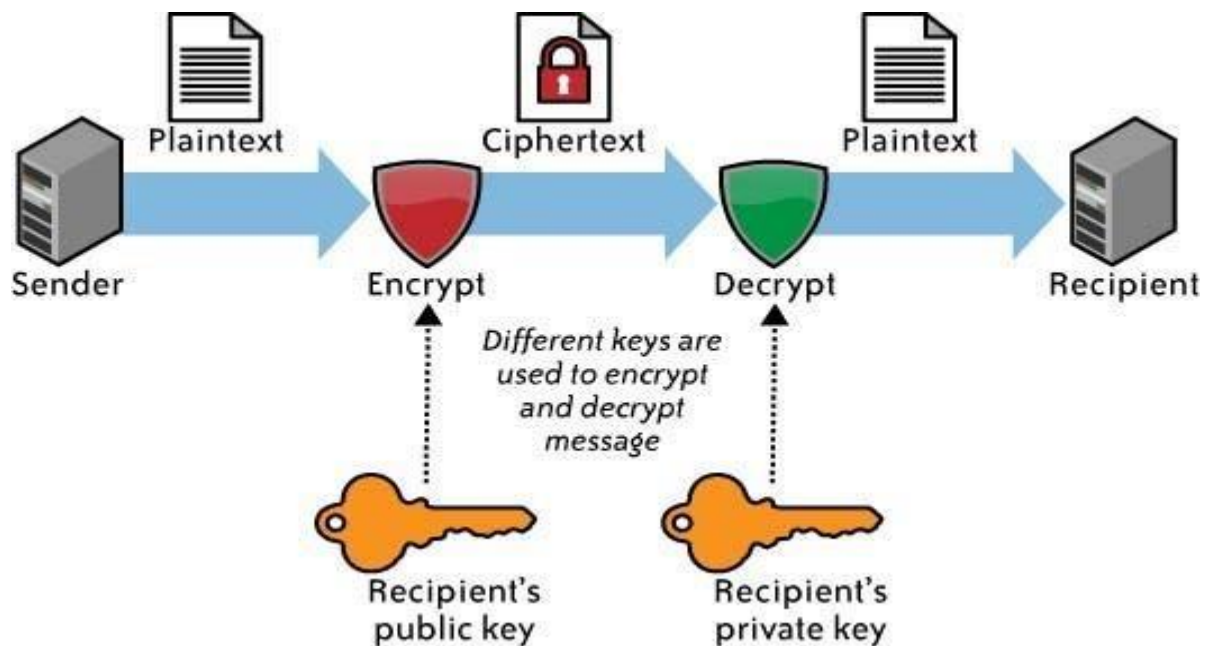 Plaintext
Ciphertext
Plaintext
Sender
Encrypt
Decrypt
Recipient
Different keys are
used to encrypt
and decrypt
message
Recipient's
public key
Recipient's
private key